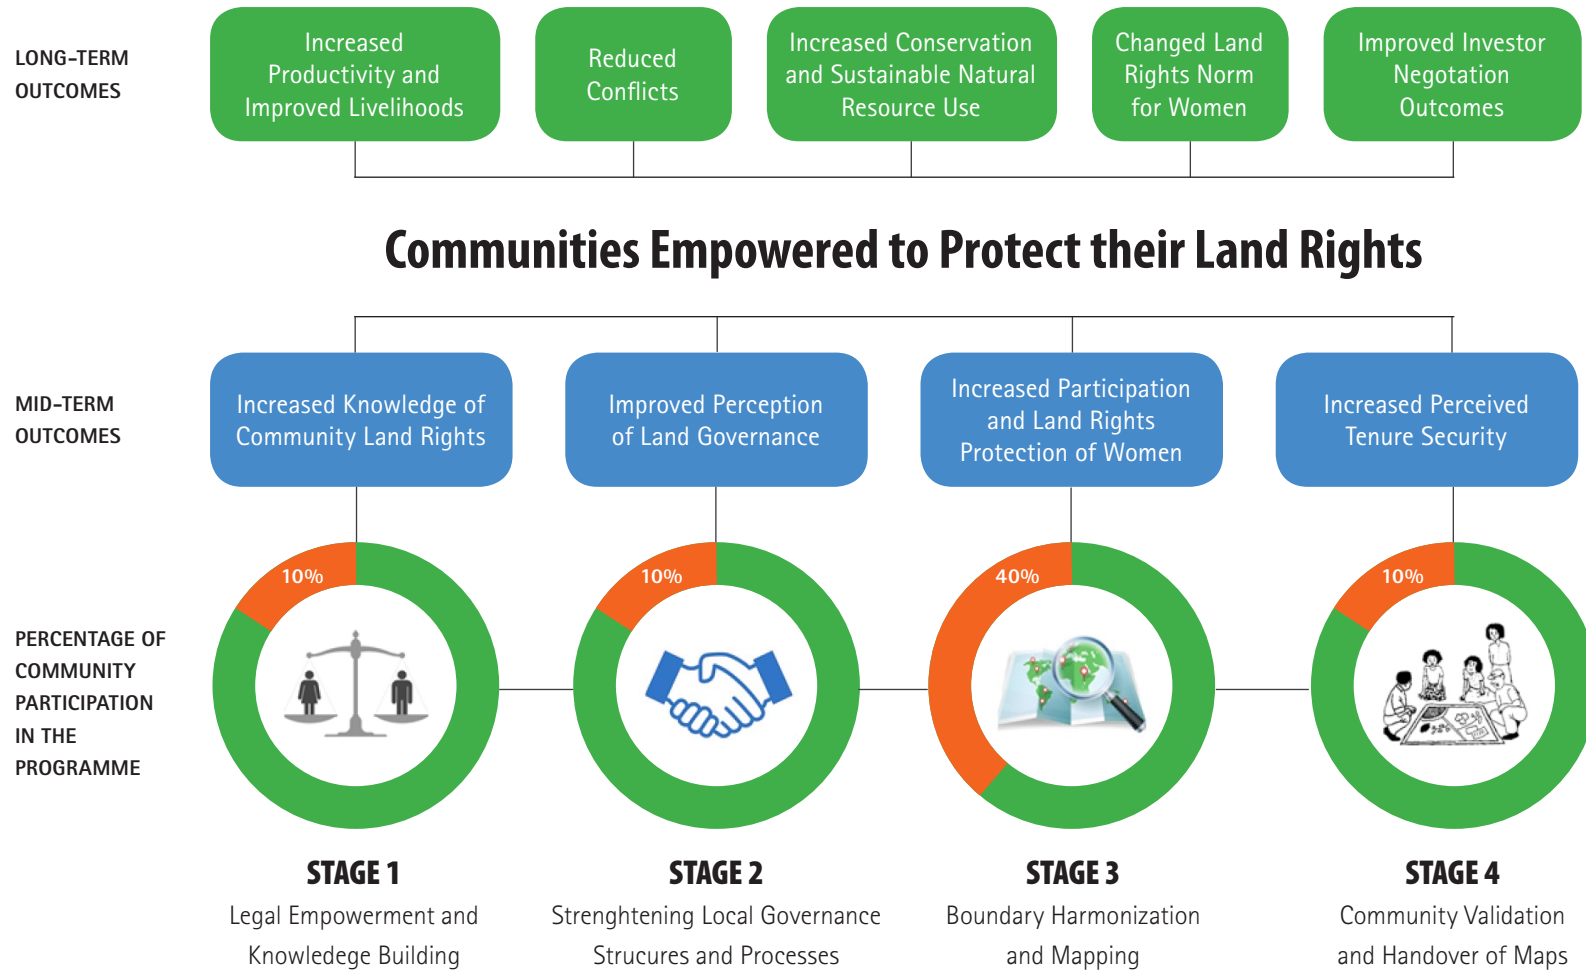 LONG-TERM
OUTCOMES
Increased
Productivity and
Improved Livelihoods
Reduced
Conflicts
Increased Conservation
and Sustainable Natural
Resource Use
Changed Land
Rights Norm
for Women
Improved Investor
Negotation
Outcomes
Communities Empowered to Protect their Land Rights
MID-TERM
OUTCOMES
Increased Knowledge of
Community Land Rights
Improved Perception
of Land Governance
Increased Participation
and Land Rights
Protection of Women
Increased Perceived
Tenure Security
PERCENTAGE OF
COMMUNITY
PARTICIPATION
IN THE
PROGRAMME
10%
10%
40%
10%
STAGE 1
Legal Empowerment and
Knowledege Building
STAGE 2
Strenghtening Local Governance
Strucures and Processes
STAGE 3
Boundary Harmonization
and Mapping
STAGE 4
Community Validation
and Handover of Maps